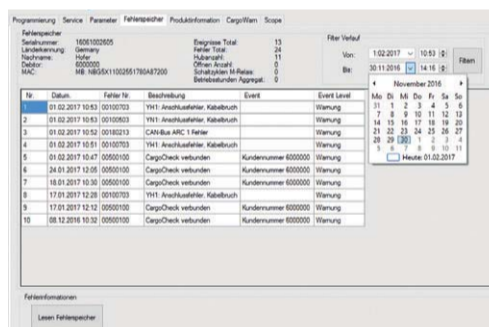 Programmierung Service Parameter Fehlerspeicher Produktinformation CargoWarn Scope
Fehlerspeicher
Seriennummer: 16061002605
Länderkennung: Germany
Nachname: Hofer
Debitor: 6000000
MAC: MB: NBG5X11002551780A87200
Ereignisse Total: 13
Fehler Total: 24
Hubanzahl: 11
Öffnen Anzahl: 0
Schaltzyklen M-Relais: 0
Betriebsstunden Aggregat: 0
Filter Verlauf
Von: 1.02.2017 10:53
Bis: 30.11.2016 14:16
Filtern
November 2016
Mo Di Mi Do Fr Sa So
31 1 2 3 4 5 6
7 8 9 10 11 12 13
14 15 16 17 18 19 20
21 22 23 24 25 26 27
28 29 30 1 2 3 4
5 6 7 8 9 10 11
Heute: 01.02.2017
Nr. Datum Fehler Nr. Beschreibung Event Event Level
1 01.02.2017 10:53 00100703 YH1: Anschlussfehler, Kabelbruch Warnung
2 01.02.2017 10:53 00100503 YN1: Anschlussfehler, Kabelbruch Warnung
3 01.02.2017 10:52 00180213 CAN-Bus ARC 1 Fehler Warnung
4 01.02.2017 10:51 00100703 YH1: Anschlussfehler, Kabelbruch Warnung
5 01.02.2017 10:47 00500100 CargoCheck verbunden Kundennummer 6000000 Warnung
6 24.01.2017 12:05 00500100 CargoCheck verbunden Kundennummer 6000000 Warnung
7 18.01.2017 10:30 00500100 CargoCheck verbunden Kundennummer 6000000 Warnung
8 17.01.2017 12:28 00100703 YH1: Anschlussfehler, Kabelbruch Warnung
9 17.01.2017 12:12 00500100 CargoCheck verbunden Kundennummer 6000000 Warnung
10 08.12.2016 10:32 00500100 CargoCheck verbunden Kundennummer 6000000 Warnung
Fehlerinformationen
Lesen Fehlerspeicher